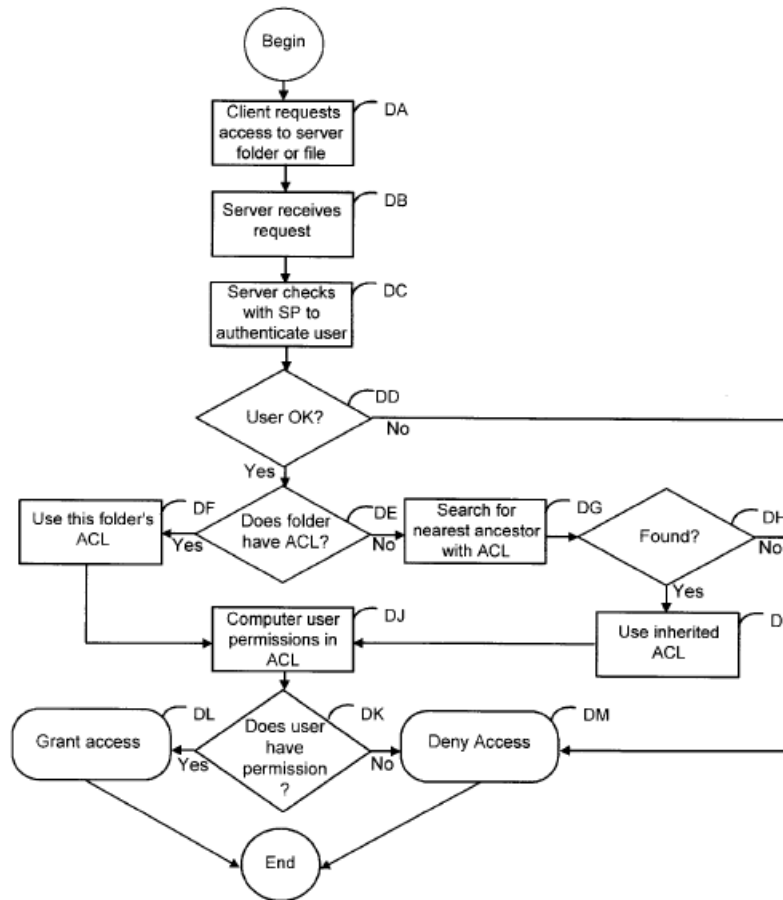 Begin
Client requests
access to server
folder or file
DA
Server receives
request
DB
Server checks
with SP to
authenticate user
DC
User OK?
DD
No
Yes
Use this folder's
ACL
DF
Yes
Does folder
have ACL?
DE
No
Search for
nearest ancestor
with ACL
DG
Found?
DH
No
Yes
Computer user
permissions in
ACL
DJ
Use inherited
ACL
Grant access
DL
Yes
Does user
have
permission
?
DK
No
Deny Access
DM
End